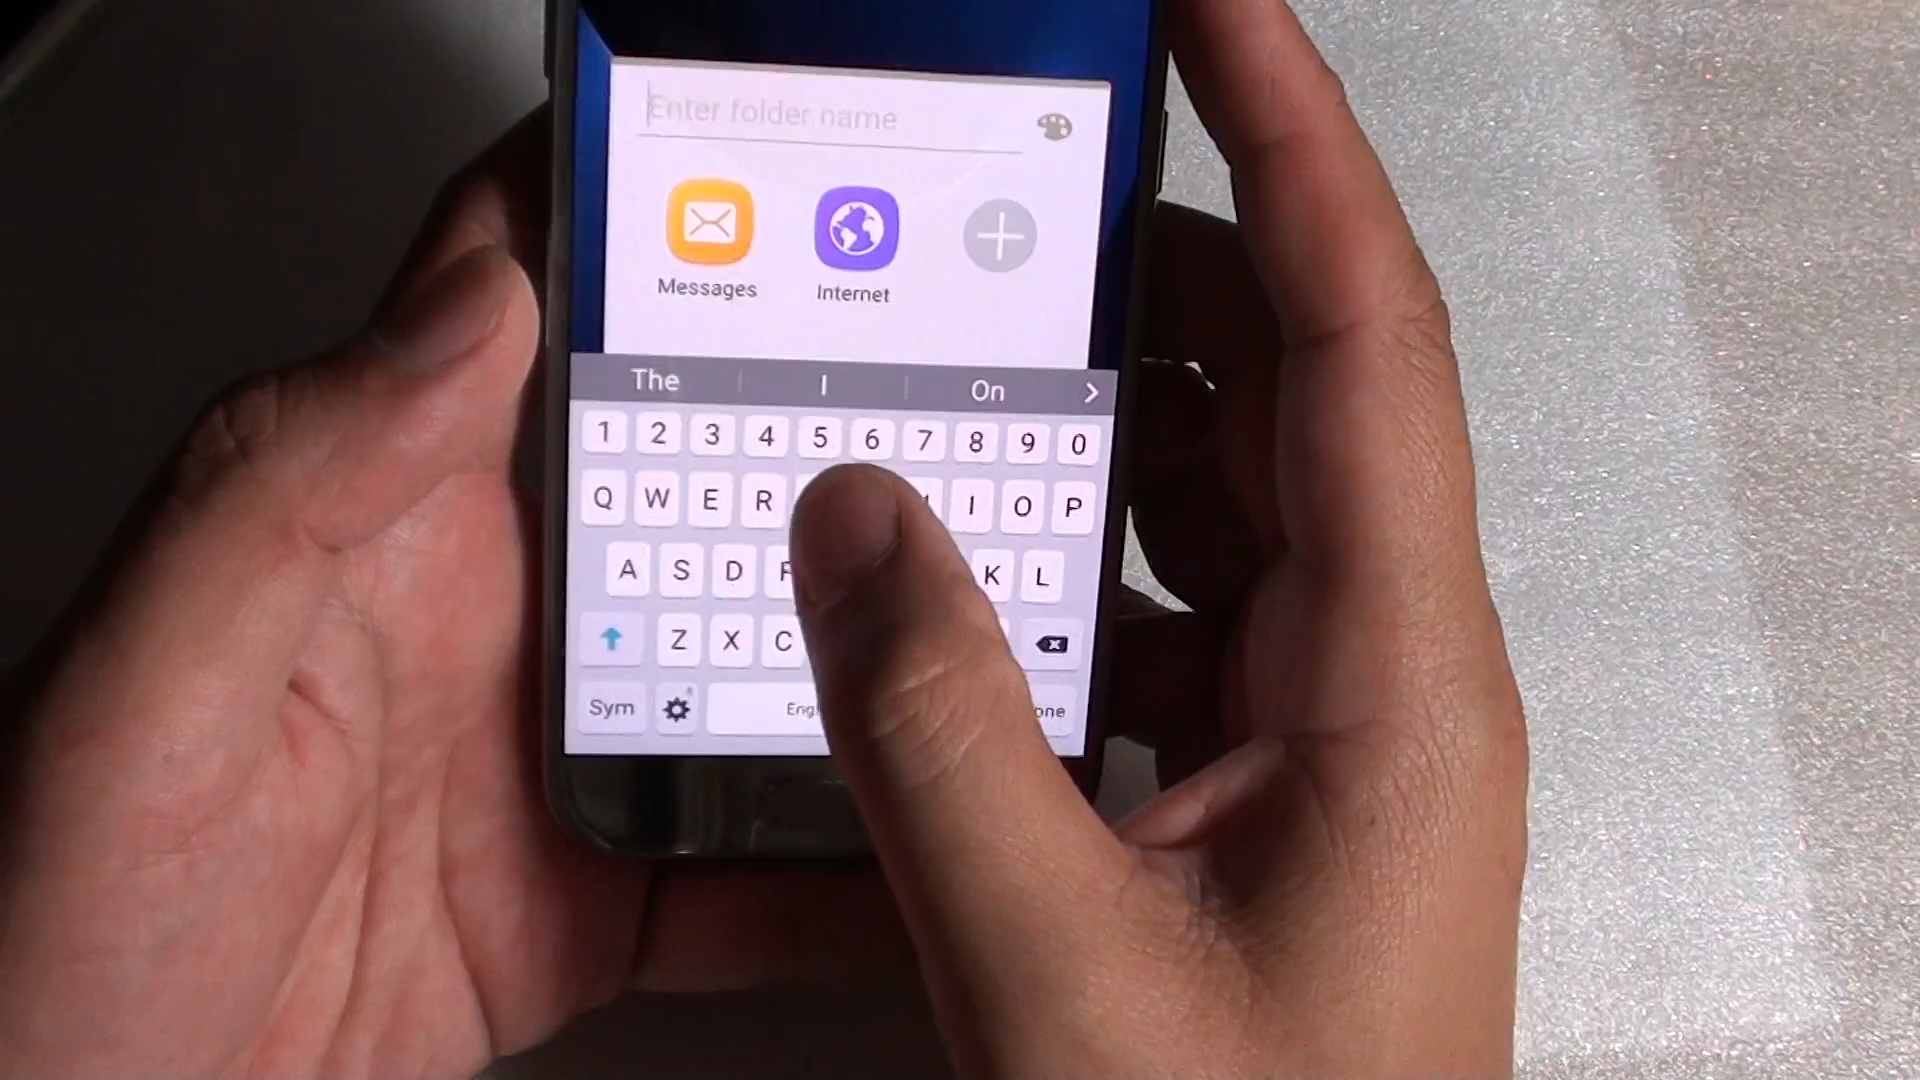 Enter folder name
Messages Internet
The I On >
1 2 3 4 5 6 7 8 9 0
Q W E R I O P
A S D F K L
Z X C
Sym